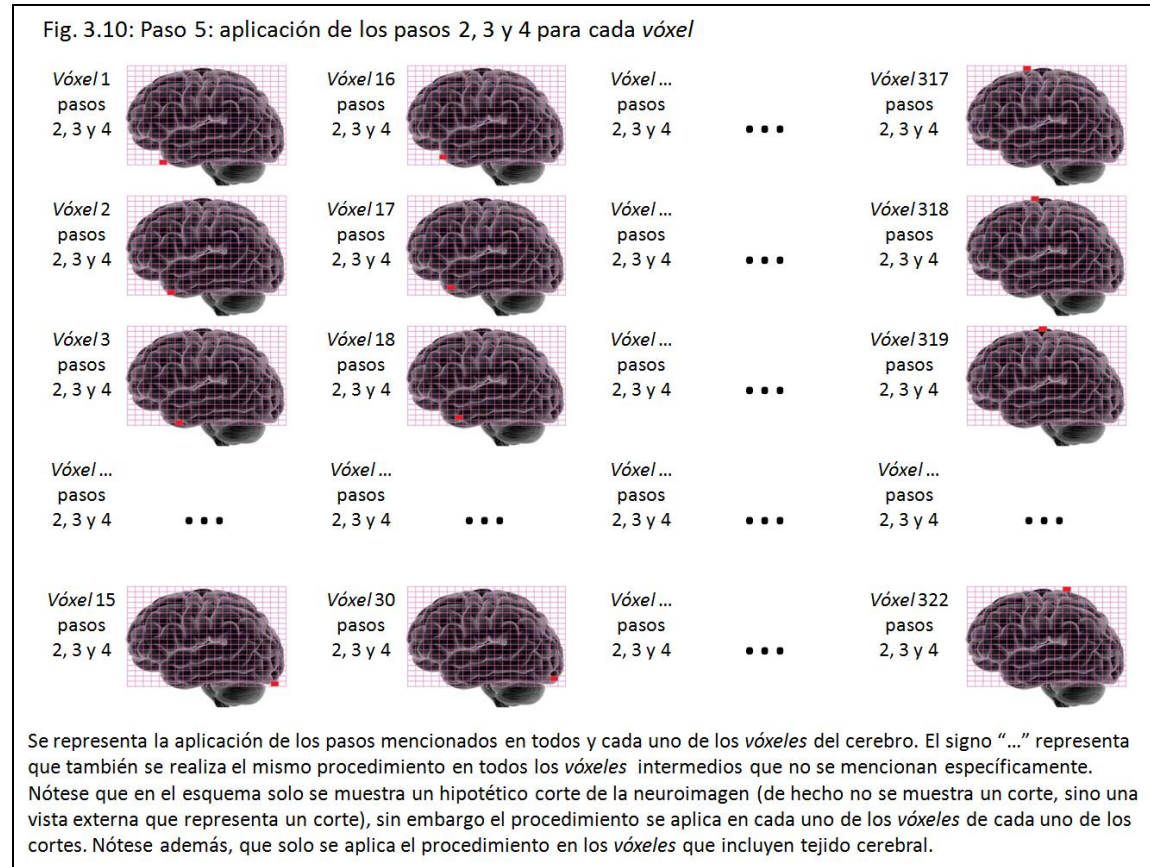 Fig. 3.10: Paso 5: aplicación de los pasos 2, 3 y 4 para cada vóxel
Vóxel 1
pasos
2, 3 y 4
Vóxel 16
pasos
2, 3 y 4
Vóxel ...
pasos
2, 3 y 4
...
Vóxel 317
pasos
2, 3 y 4
Vóxel 2
pasos
2, 3 y 4
Vóxel 17
pasos
2, 3 y 4
Vóxel ...
pasos
2, 3 y 4
...
Vóxel 318
pasos
2, 3 y 4
Vóxel 3
pasos
2, 3 y 4
Vóxel 18
pasos
2, 3 y 4
Vóxel ...
pasos
2, 3 y 4
...
Vóxel 319
pasos
2, 3 y 4
Vóxel ...
pasos
2, 3 y 4
...
Vóxel ...
pasos
2, 3 y 4
...
Vóxel ...
pasos
2, 3 y 4
...
Vóxel ...
pasos
2, 3 y 4
...
Vóxel 15
pasos
2, 3 y 4
Vóxel 30
pasos
2, 3 y 4
Vóxel ...
pasos
2, 3 y 4
...
Vóxel 322
pasos
2, 3 y 4
Se representa la aplicación de los pasos mencionados en todos y cada uno de los vóxeles del cerebro. El signo “...” representa
que también se realiza el mismo procedimiento en todos los vóxeles intermedios que no se mencionan específicamente.
Nótese que en el esquema solo se muestra un hipotético corte de la neuroimagen (de hecho no se muestra un corte, sino una
vista externa que representa un corte), sin embargo el procedimiento se aplica en cada uno de los vóxeles de cada uno de los
cortes. Nótese además, que solo se aplica el procedimiento en los vóxeles que incluyen tejido cerebral.